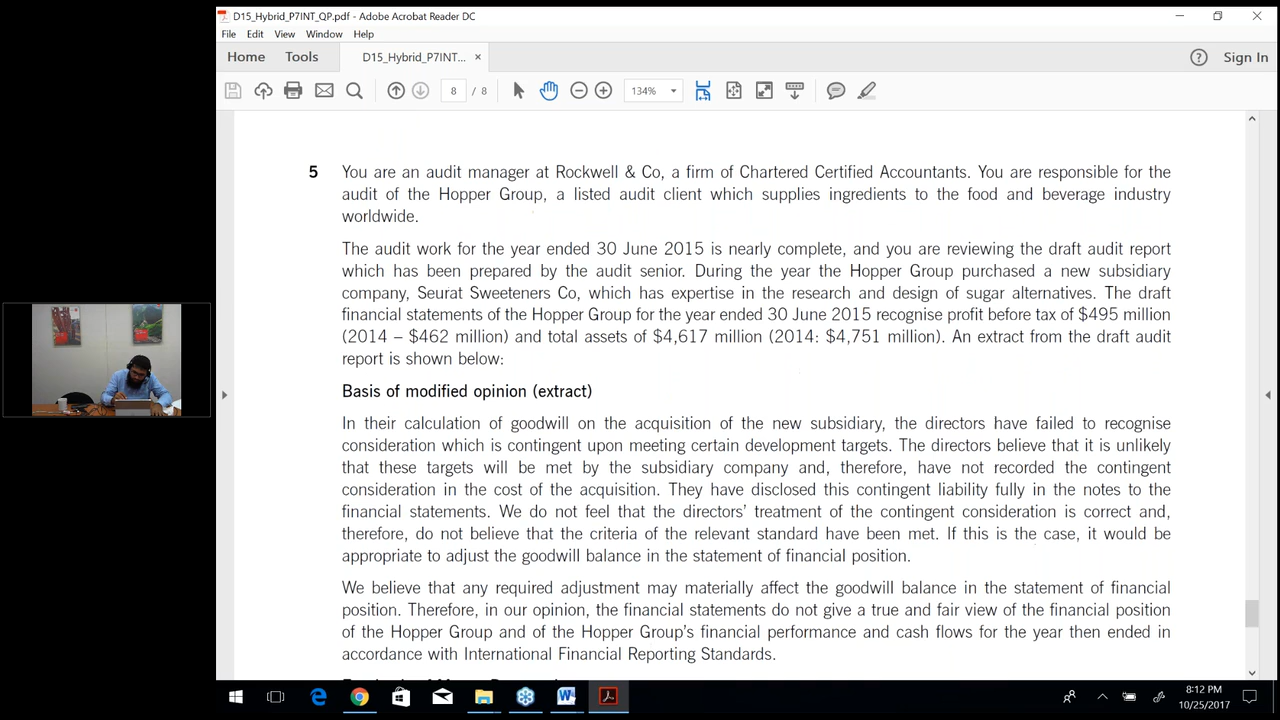 D15_Hybrid_P7INT_QP.pdf - Adobe Acrobat Reader DC
File Edit View Window Help
Home Tools D15_Hybrid_P7INT... × Sign In
8 / 8 134%
5 You are an audit manager at Rockwell & Co, a firm of Chartered Certified Accountants. You are responsible for the
audit of the Hopper Group, a listed audit client which supplies ingredients to the food and beverage industry
worldwide.
The audit work for the year ended 30 June 2015 is nearly complete, and you are reviewing the draft audit report
which has been prepared by the audit senior. During the year the Hopper Group purchased a new subsidiary
company, Seurat Sweeteners Co, which has expertise in the research and design of sugar alternatives. The draft
financial statements of the Hopper Group for the year ended 30 June 2015 recognise profit before tax of $495 million
(2014 – $462 million) and total assets of $4,617 million (2014: $4,751 million). An extract from the draft audit
report is shown below:
Basis of modified opinion (extract)
In their calculation of goodwill on the acquisition of the new subsidiary, the directors have failed to recognise
consideration which is contingent upon meeting certain development targets. The directors believe that it is unlikely
that these targets will be met by the subsidiary company and, therefore, have not recorded the contingent
consideration in the cost of the acquisition. They have disclosed this contingent liability fully in the notes to the
financial statements. We do not feel that the directors' treatment of the contingent consideration is correct and,
therefore, do not believe that the criteria of the relevant standard have been met. If this is the case, it would be
appropriate to adjust the goodwill balance in the statement of financial position.
We believe that any required adjustment may materially affect the goodwill balance in the statement of financial
position. Therefore, in our opinion, the financial statements do not give a true and fair view of the financial position
of the Hopper Group and of the Hopper Group's financial performance and cash flows for the year then ended in
accordance with International Financial Reporting Standards.
8:12 PM
10/25/2017